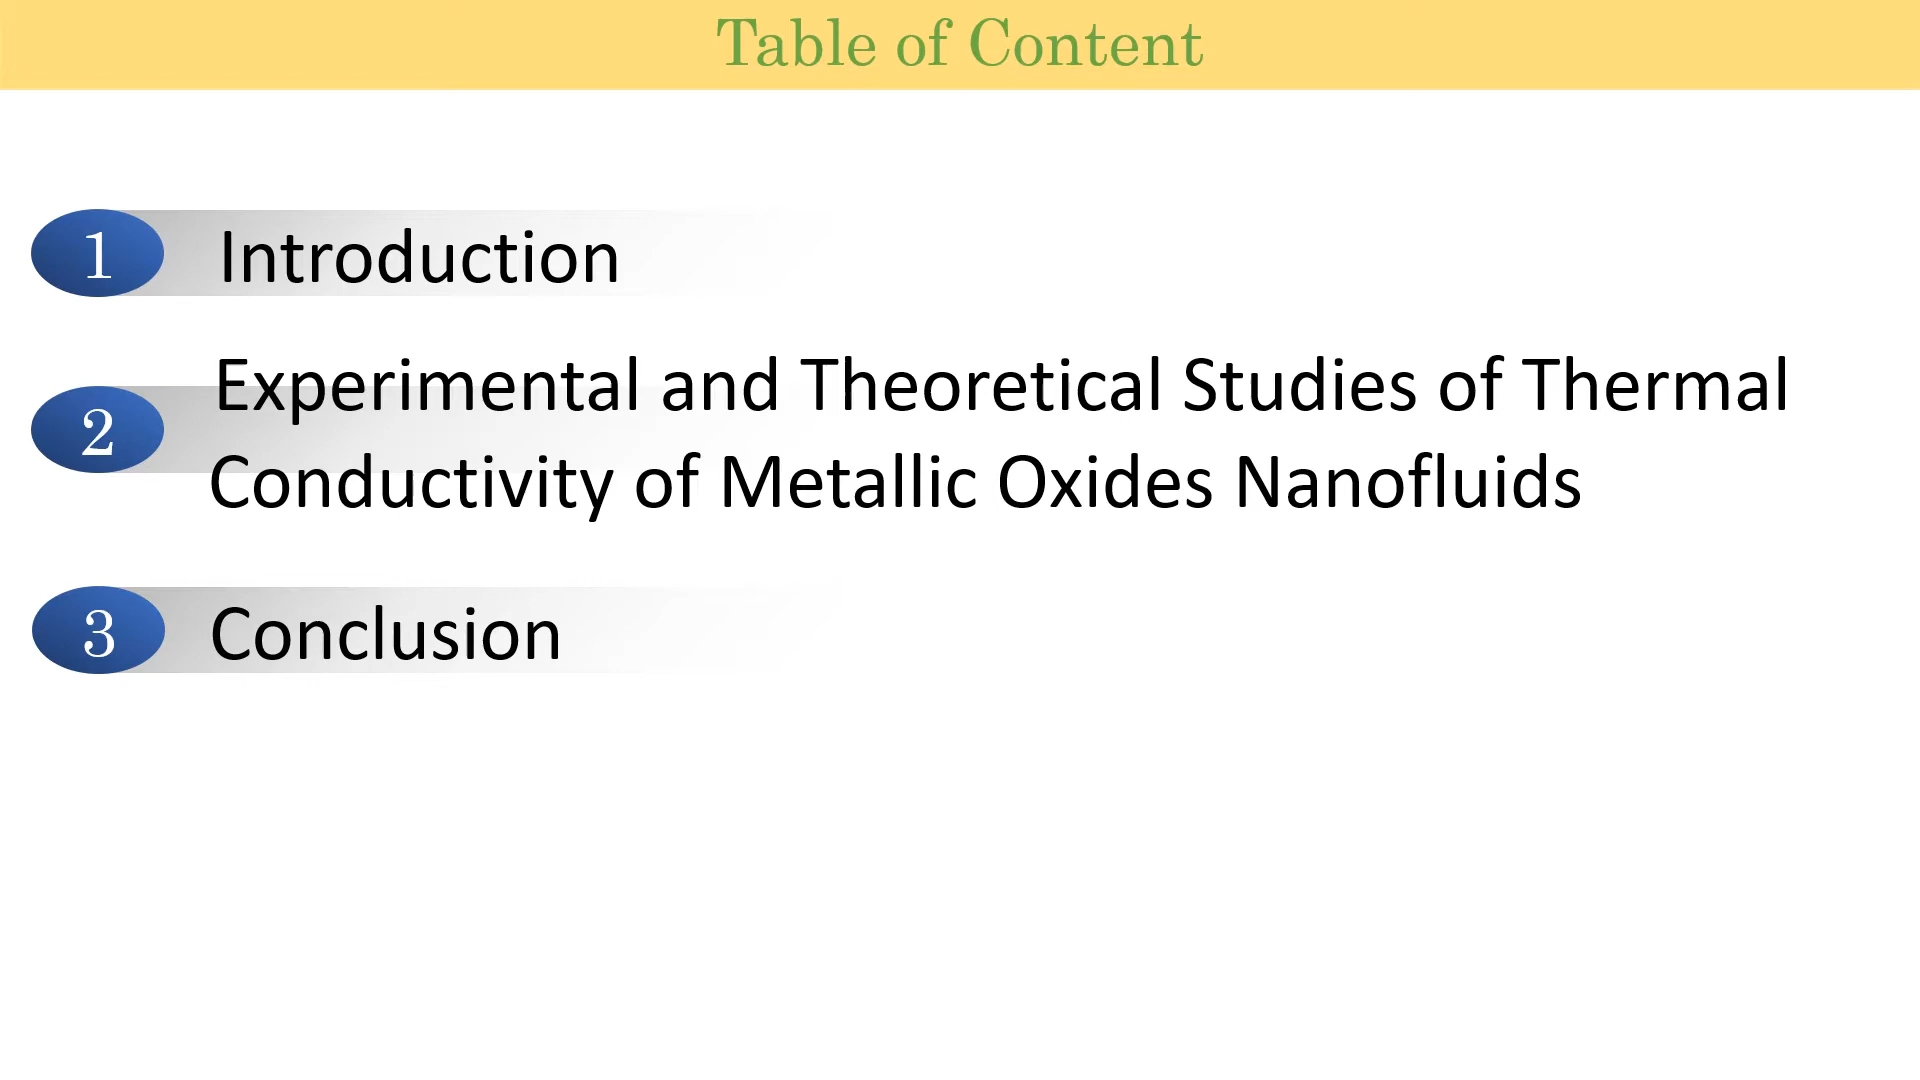 Table of Content
1 Introduction
2 Experimental and Theoretical Studies of Thermal
Conductivity of Metallic Oxides Nanofluids
3 Conclusion